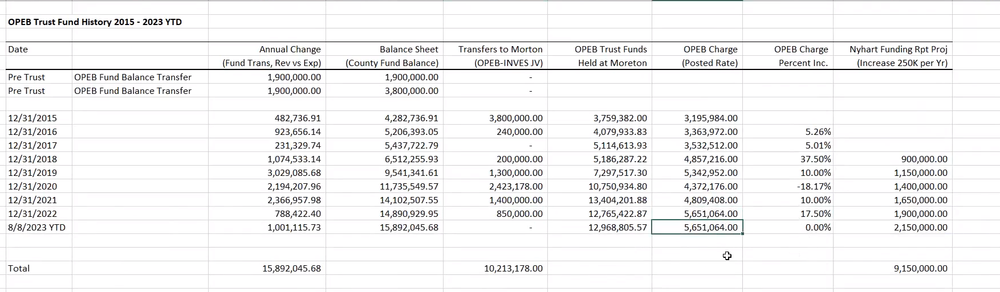 OPEB Trust Fund History 2015 - 2023 YTD
Date Annual Change Balance Sheet Transfers to Morton OPEB Trust Funds OPEB Charge OPEB Charge Nyhart Funding Rpt Proj
(Fund Trans, Rev vs Exp) (County Fund Balance) (OPEB-INVES JV) Held at Moreton (Posted Rate) Percent Inc. (Increase 250K per Yr)
Pre Trust OPEB Fund Balance Transfer 1,900,000.00 1,900,000.00 -
Pre Trust OPEB Fund Balance Transfer 1,900,000.00 3,800,000.00 -
12/31/2015 482,736.91 4,282,736.91 3,800,000.00 3,759,382.00 3,195,984.00
12/31/2016 923,656.14 5,206,393.05 240,000.00 4,079,933.83 3,363,972.00 5.26%
12/31/2017 231,329.74 5,437,722.79 - 5,114,613.93 3,532,512.00 5.01%
12/31/2018 1,074,533.14 6,512,255.93 200,000.00 5,186,287.22 4,857,216.00 37.50% 900,000.00
12/31/2019 3,029,085.68 9,541,341.61 1,300,000.00 7,297,517.30 5,342,952.00 10.00% 1,150,000.00
12/31/2020 2,194,207.96 11,735,549.57 2,423,178.00 10,750,934.80 4,372,176.00 -18.17% 1,400,000.00
12/31/2021 2,366,957.98 14,102,507.55 1,400,000.00 13,404,201.88 4,809,408.00 10.00% 1,650,000.00
12/31/2022 788,422.40 14,890,929.95 850,000.00 12,765,422.87 5,651,064.00 17.50% 1,900,000.00
8/8/2023 YTD 1,001,115.73 15,892,045.68 - 12,968,805.57 5,651,064.00 0.00% 2,150,000.00
Total 15,892,045.68 10,213,178.00 9,150,000.00